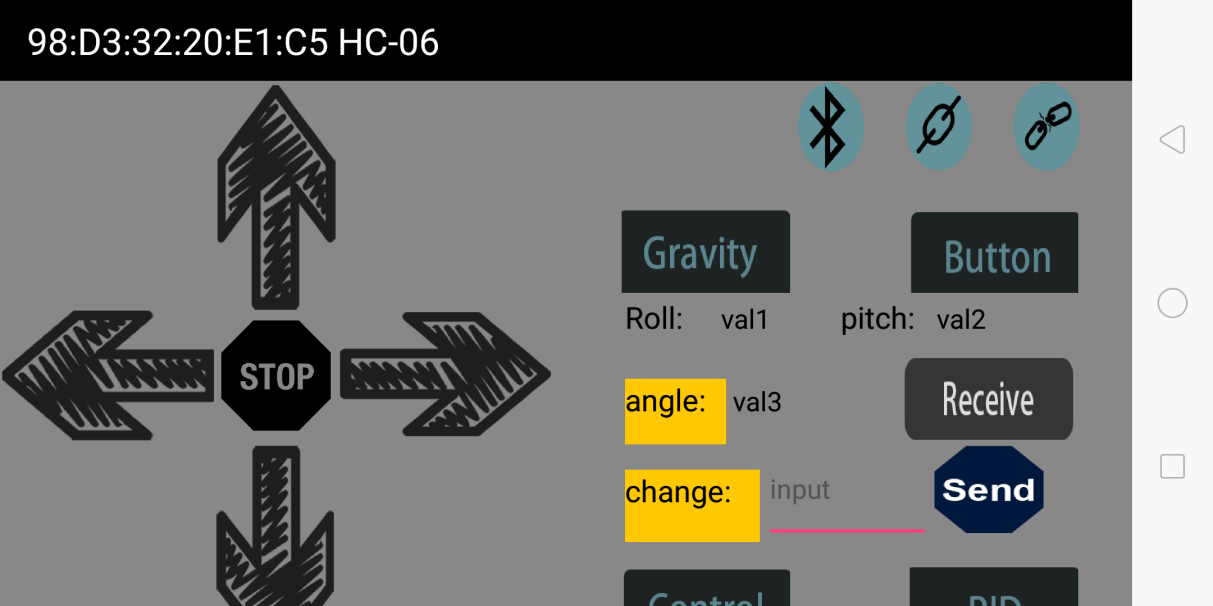 98:D3:32:20:E1:C5 HC-06
Gravity
Button
Roll: val1 pitch: val2
STOP
angle: val3
Receive
change: input
Send
Control
PID